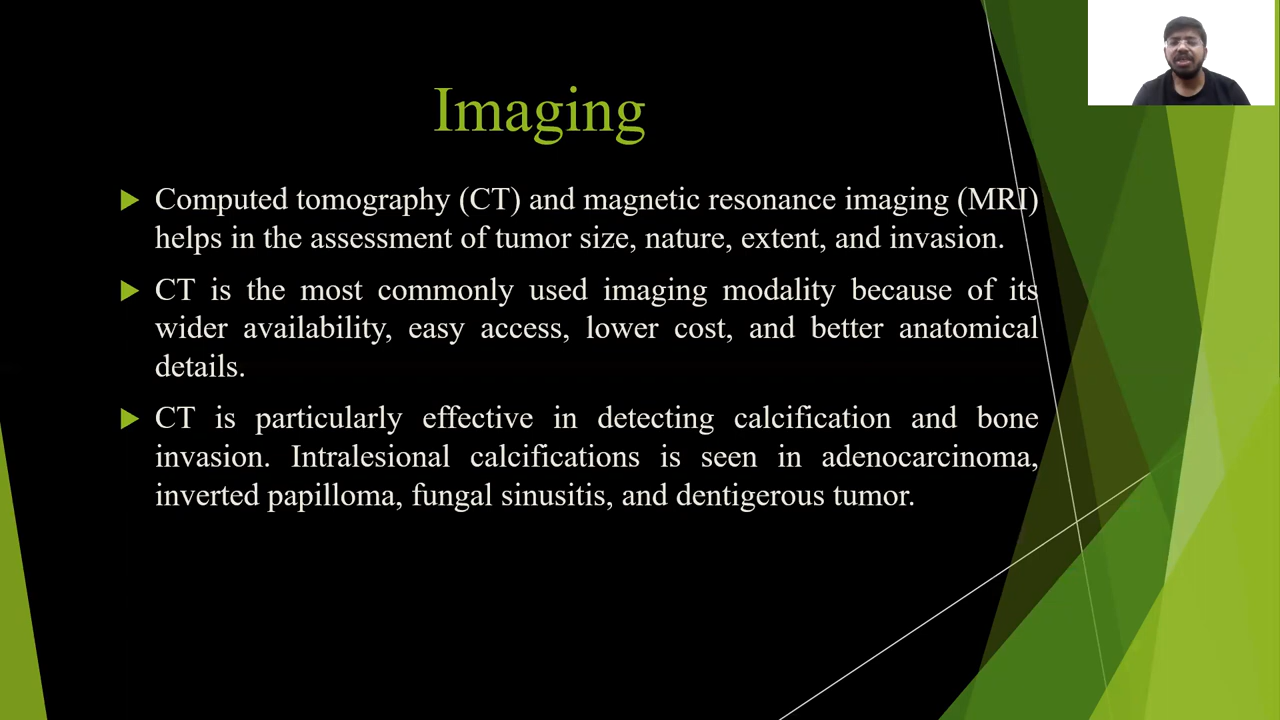 Imaging
Computed tomography (CT) and magnetic resonance imaging (MRI)
helps in the assessment of tumor size, nature, extent, and invasion.
CT is the most commonly used imaging modality because of its
wider availability, easy access, lower cost, and better anatomical
details.
CT is particularly effective in detecting calcification and bone
invasion. Intralesional calcifications is seen in adenocarcinoma,
inverted papilloma, fungal sinusitis, and dentigerous tumor.